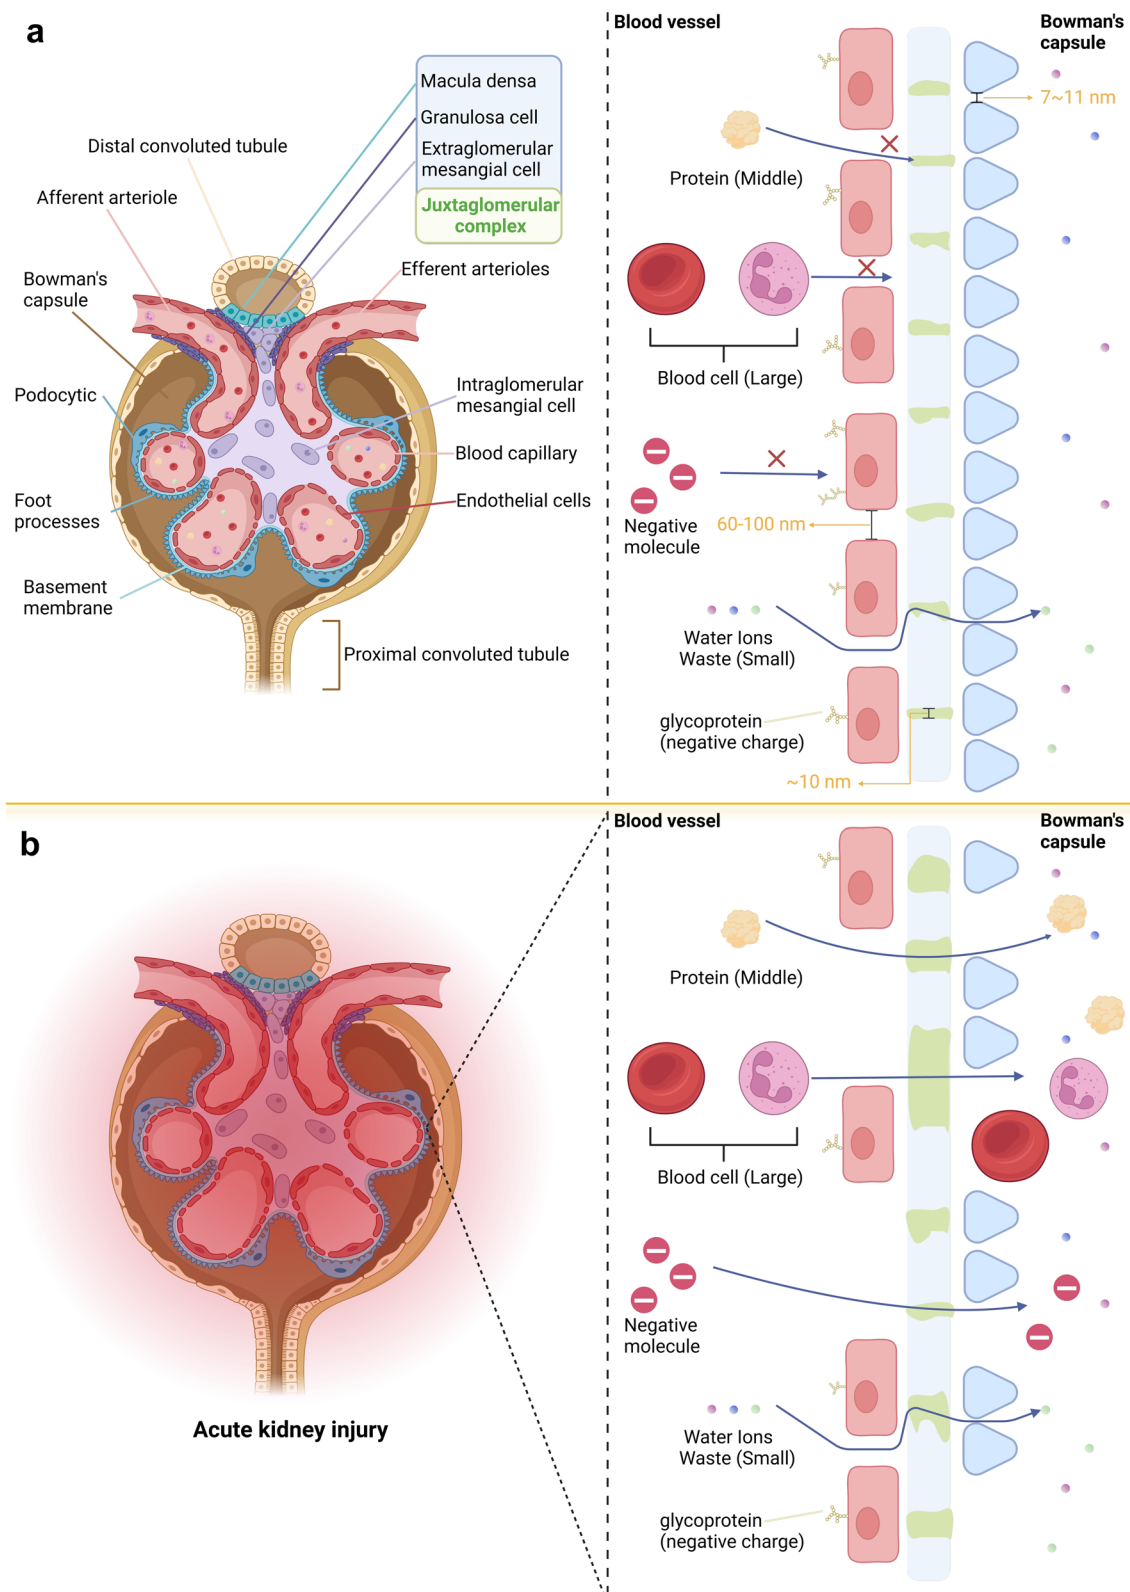 a
Macula densa
Granulosa cell
Extraglomerular
mesangial cell
Juxtaglomerular
complex
Distal convoluted tubule
Afferent arteriole
Bowman's
capsule
Efferent arterioles
Podocytic
Intraglomerular
mesangial cell
Blood capillary
Foot
processes
Endothelial cells
Basement
membrane
Proximal convoluted tubule
Blood vessel
Bowman's
capsule
7~11 nm
Protein (Middle)
Blood cell (Large)
Negative
molecule
60-100 nm
Water Ions
Waste (Small)
glycoprotein
(negative charge)
~10 nm
b
Acute kidney injury
Blood vessel
Bowman's
capsule
Protein (Middle)
Blood cell (Large)
Negative
molecule
Water Ions
Waste (Small)
glycoprotein
(negative charge)